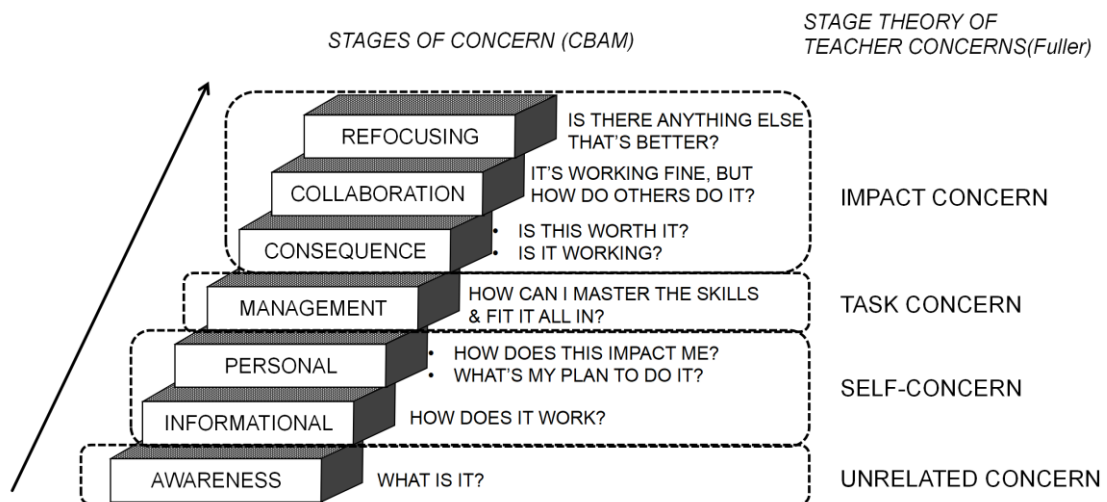 STAGES OF CONCERN (CBAM)
STAGE THEORY OF
TEACHER CONCERNS(Fuller)
REFOCUSING
IS THERE ANYTHING ELSE
THAT'S BETTER?
COLLABORATION
IT'S WORKING FINE, BUT
HOW DO OTHERS DO IT?
IMPACT CONCERN
CONSEQUENCE
• IS THIS WORTH IT?
• IS IT WORKING?
MANAGEMENT
HOW CAN I MASTER THE SKILLS
& FIT IT ALL IN?
TASK CONCERN
PERSONAL
• HOW DOES THIS IMPACT ME?
• WHAT'S MY PLAN TO DO IT?
SELF-CONCERN
INFORMATIONAL
HOW DOES IT WORK?
AWARENESS
WHAT IS IT?
UNRELATED CONCERN